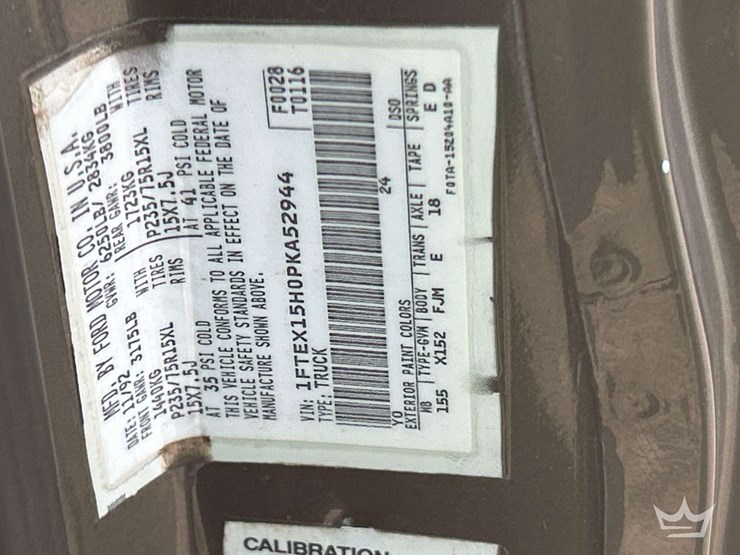 MFD. BY FORD MOTOR CO. IN U.S.A.
DATE: 11/92 GVWR: 6250LB/ 2834KG
FRONT GAWR: 3175LB REAR GAWR: 3800LB
1440KG WITH 1723KG WITH
P235/75R15XL TIRES P235/75R15XL TIRES
15X7.5J RIMS 15X7.5J RIMS
AT 35 PSI COLD AT 41 PSI COLD
THIS VEHICLE CONFORMS TO ALL APPLICABLE FEDERAL MOTOR
VEHICLE SAFETY STANDARDS IN EFFECT ON THE DATE OF
MANUFACTURE SHOWN ABOVE.
F0028
VIN: 1FTEX15H0PKA52944 T0116
TYPE: TRUCK
YO 24
EXTERIOR PAINT COLORS DSO
WB TYPE-GVW BODY TRANS AXLE TAPE SPRINGS
155 X152 FJM E 18 E D
F0TA-15204A10-AA
CALIBRATION